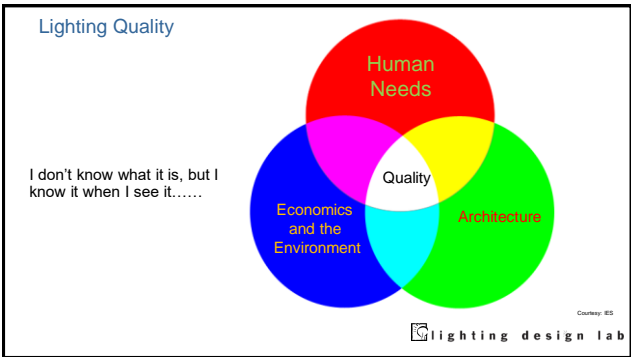 Lighting Quality
Human
Needs
I don't know what it is, but I
know it when I see it……
Quality
Economics
and the
Environment
Architecture
Courtesy: IES
lighting design lab